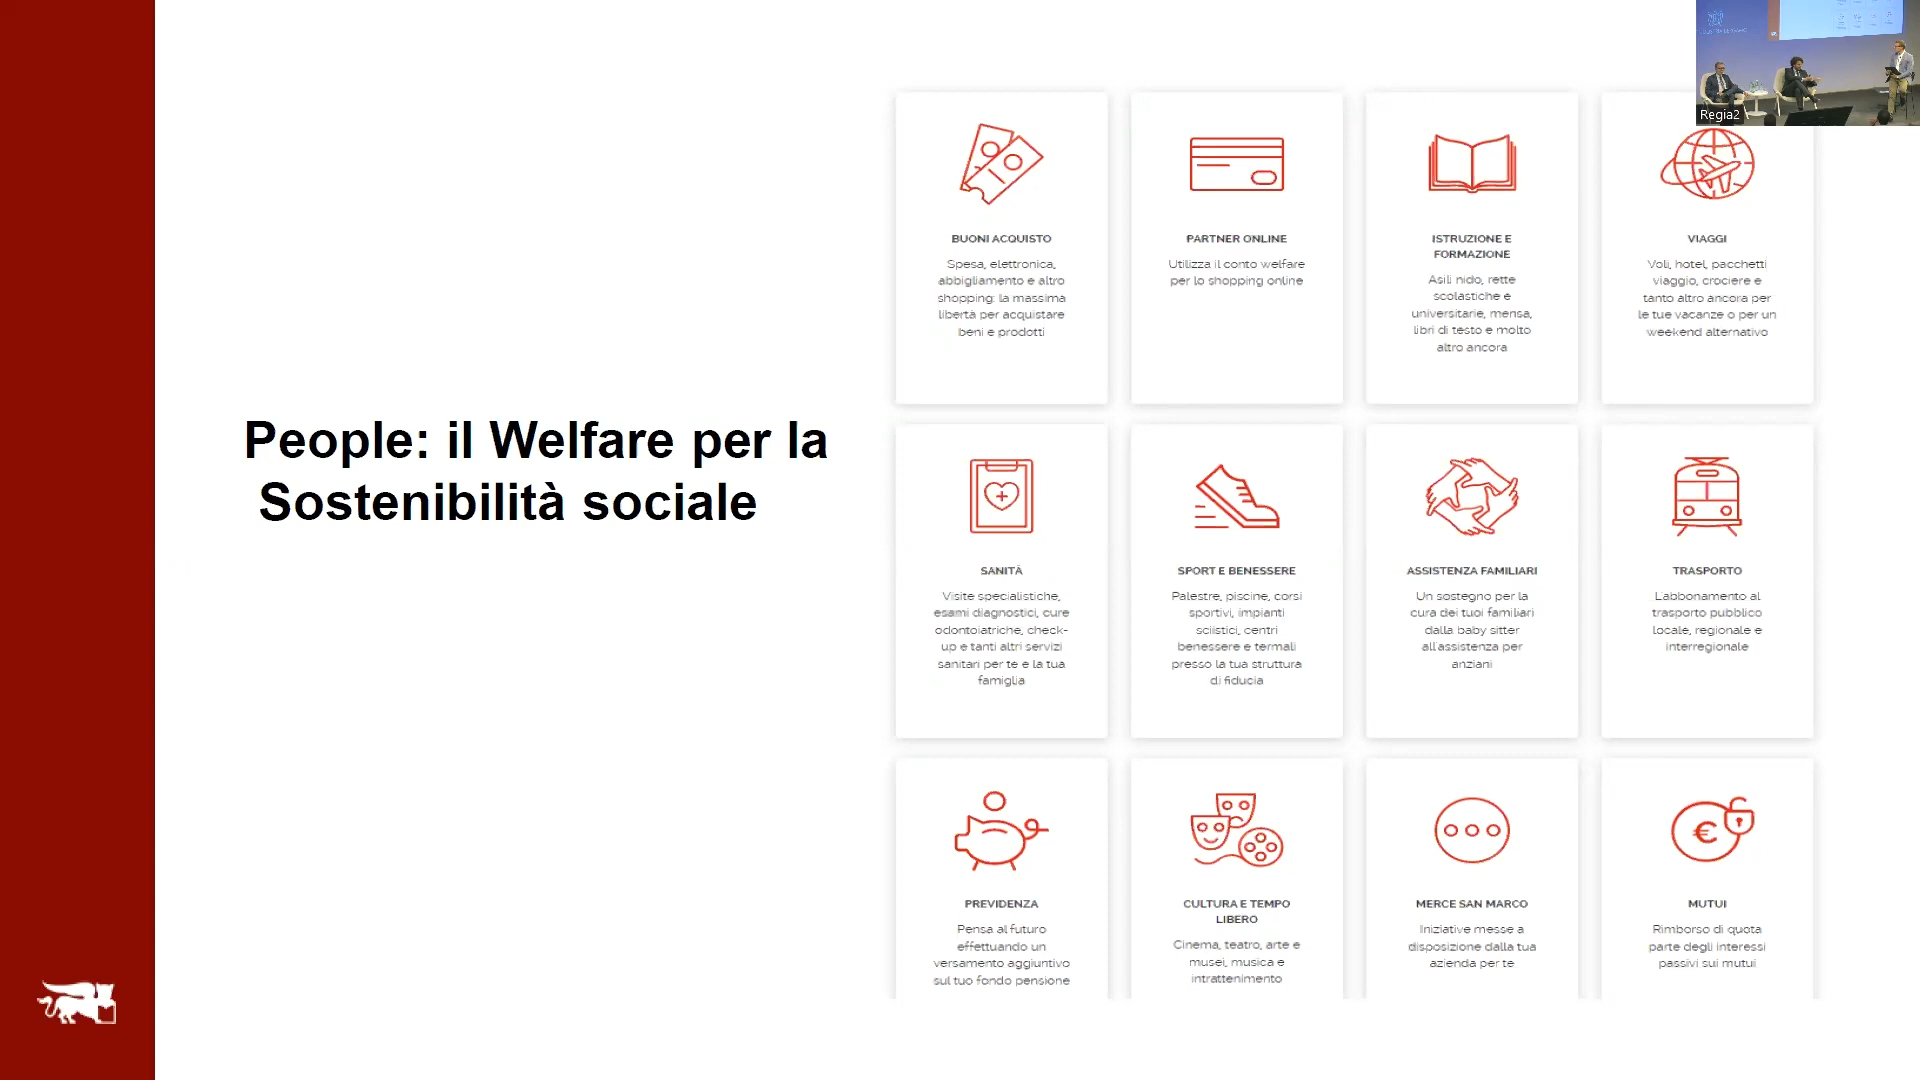 People: il Welfare per la
Sostenibilità sociale
BUONI ACQUISTO
Spesa, elettronica,
abbigliamento e altro
shopping: la massima
libertà per acquistare
beni e prodotti
PARTNER ONLINE
Utilizza il conto welfare
per lo shopping online
ISTRUZIONE E
FORMAZIONE
Asili nido, rette
scolastiche e
universitarie, mensa,
libri di testo e molto
altro ancora
VIAGGI
Voli, hotel, pacchetti
viaggio, crociere e
tanto altro ancora per
le tue vacanze o per un
weekend alternativo
SANITÀ
Visite specialistiche,
esami diagnostici, cure
odontoiatriche, check-
up e tanti altri servizi
sanitari per te e la tua
famiglia
SPORT E BENESSERE
Palestre, piscine, corsi
sportivi, impianti
sciistici, centri
benessere e termali
presso la tua struttura
di fiducia
ASSISTENZA FAMILIARI
Un sostegno per la
cura dei tuoi familiari
dalla baby sitter
all'assistenza per
anziani
TRASPORTO
L'abbonamento al
trasporto pubblico
locale, regionale e
interregionale
PREVIDENZA
Pensa al futuro
effettuando un
versamento aggiuntivo
sul tuo fondo pensione
CULTURA E TEMPO
LIBERO
Cinema, teatro, arte e
musei, musica e
intrattenimento
MERCE SAN MARCO
Iniziative messe a
disposizione dalla tua
azienda per te
MUTUI
Rimborso di quota
parte degli interessi
passivi sui mutui
Regia2